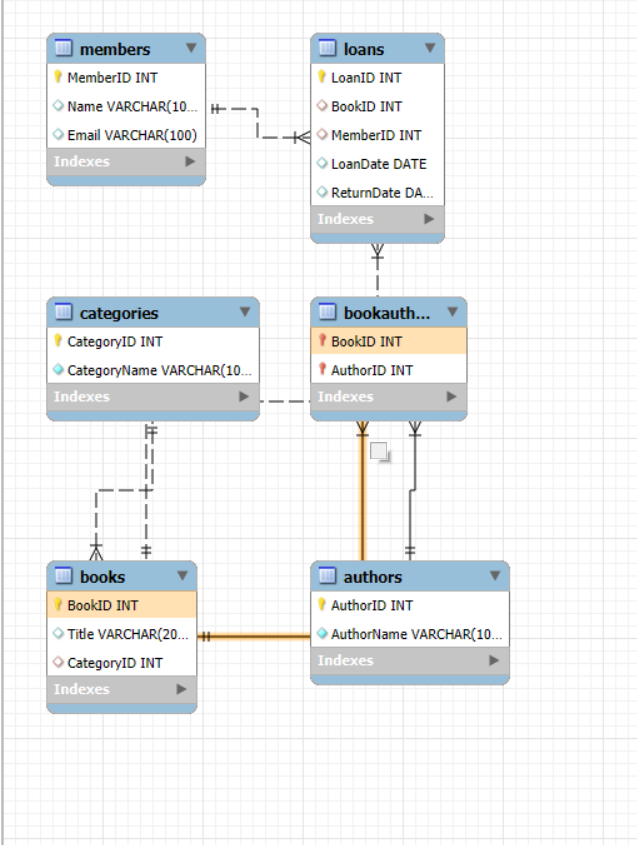 members
MemberID INT
Name VARCHAR(10...
Email VARCHAR(100)
Indexes
loans
LoanID INT
BookID INT
MemberID INT
LoanDate DATE
ReturnDate DA...
Indexes
categories
CategoryID INT
CategoryName VARCHAR(10...
Indexes
bookauth...
BookID INT
AuthorID INT
Indexes
books
BookID INT
Title VARCHAR(20...
CategoryID INT
Indexes
authors
AuthorID INT
AuthorName VARCHAR(10...
Indexes